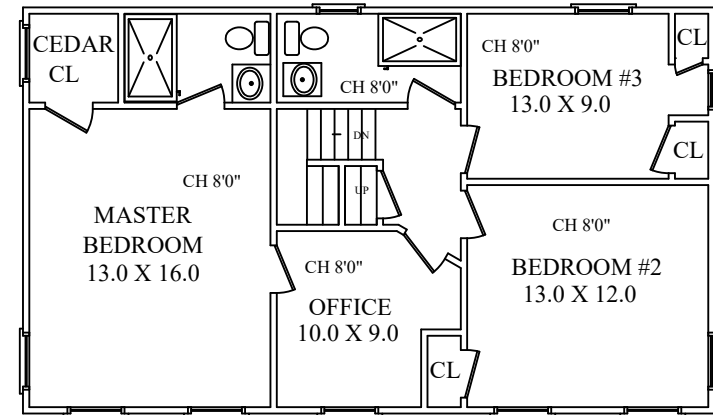 CEDAR
CL
CH 8'0"
CH 8'0"
CL
BEDROOM #3
13.0 X 9.0
DN
UP
CL
CH 8'0"
MASTER
BEDROOM
13.0 X 16.0
CH 8'0"
OFFICE
10.0 X 9.0
CL
CH 8'0"
BEDROOM #2
13.0 X 12.0